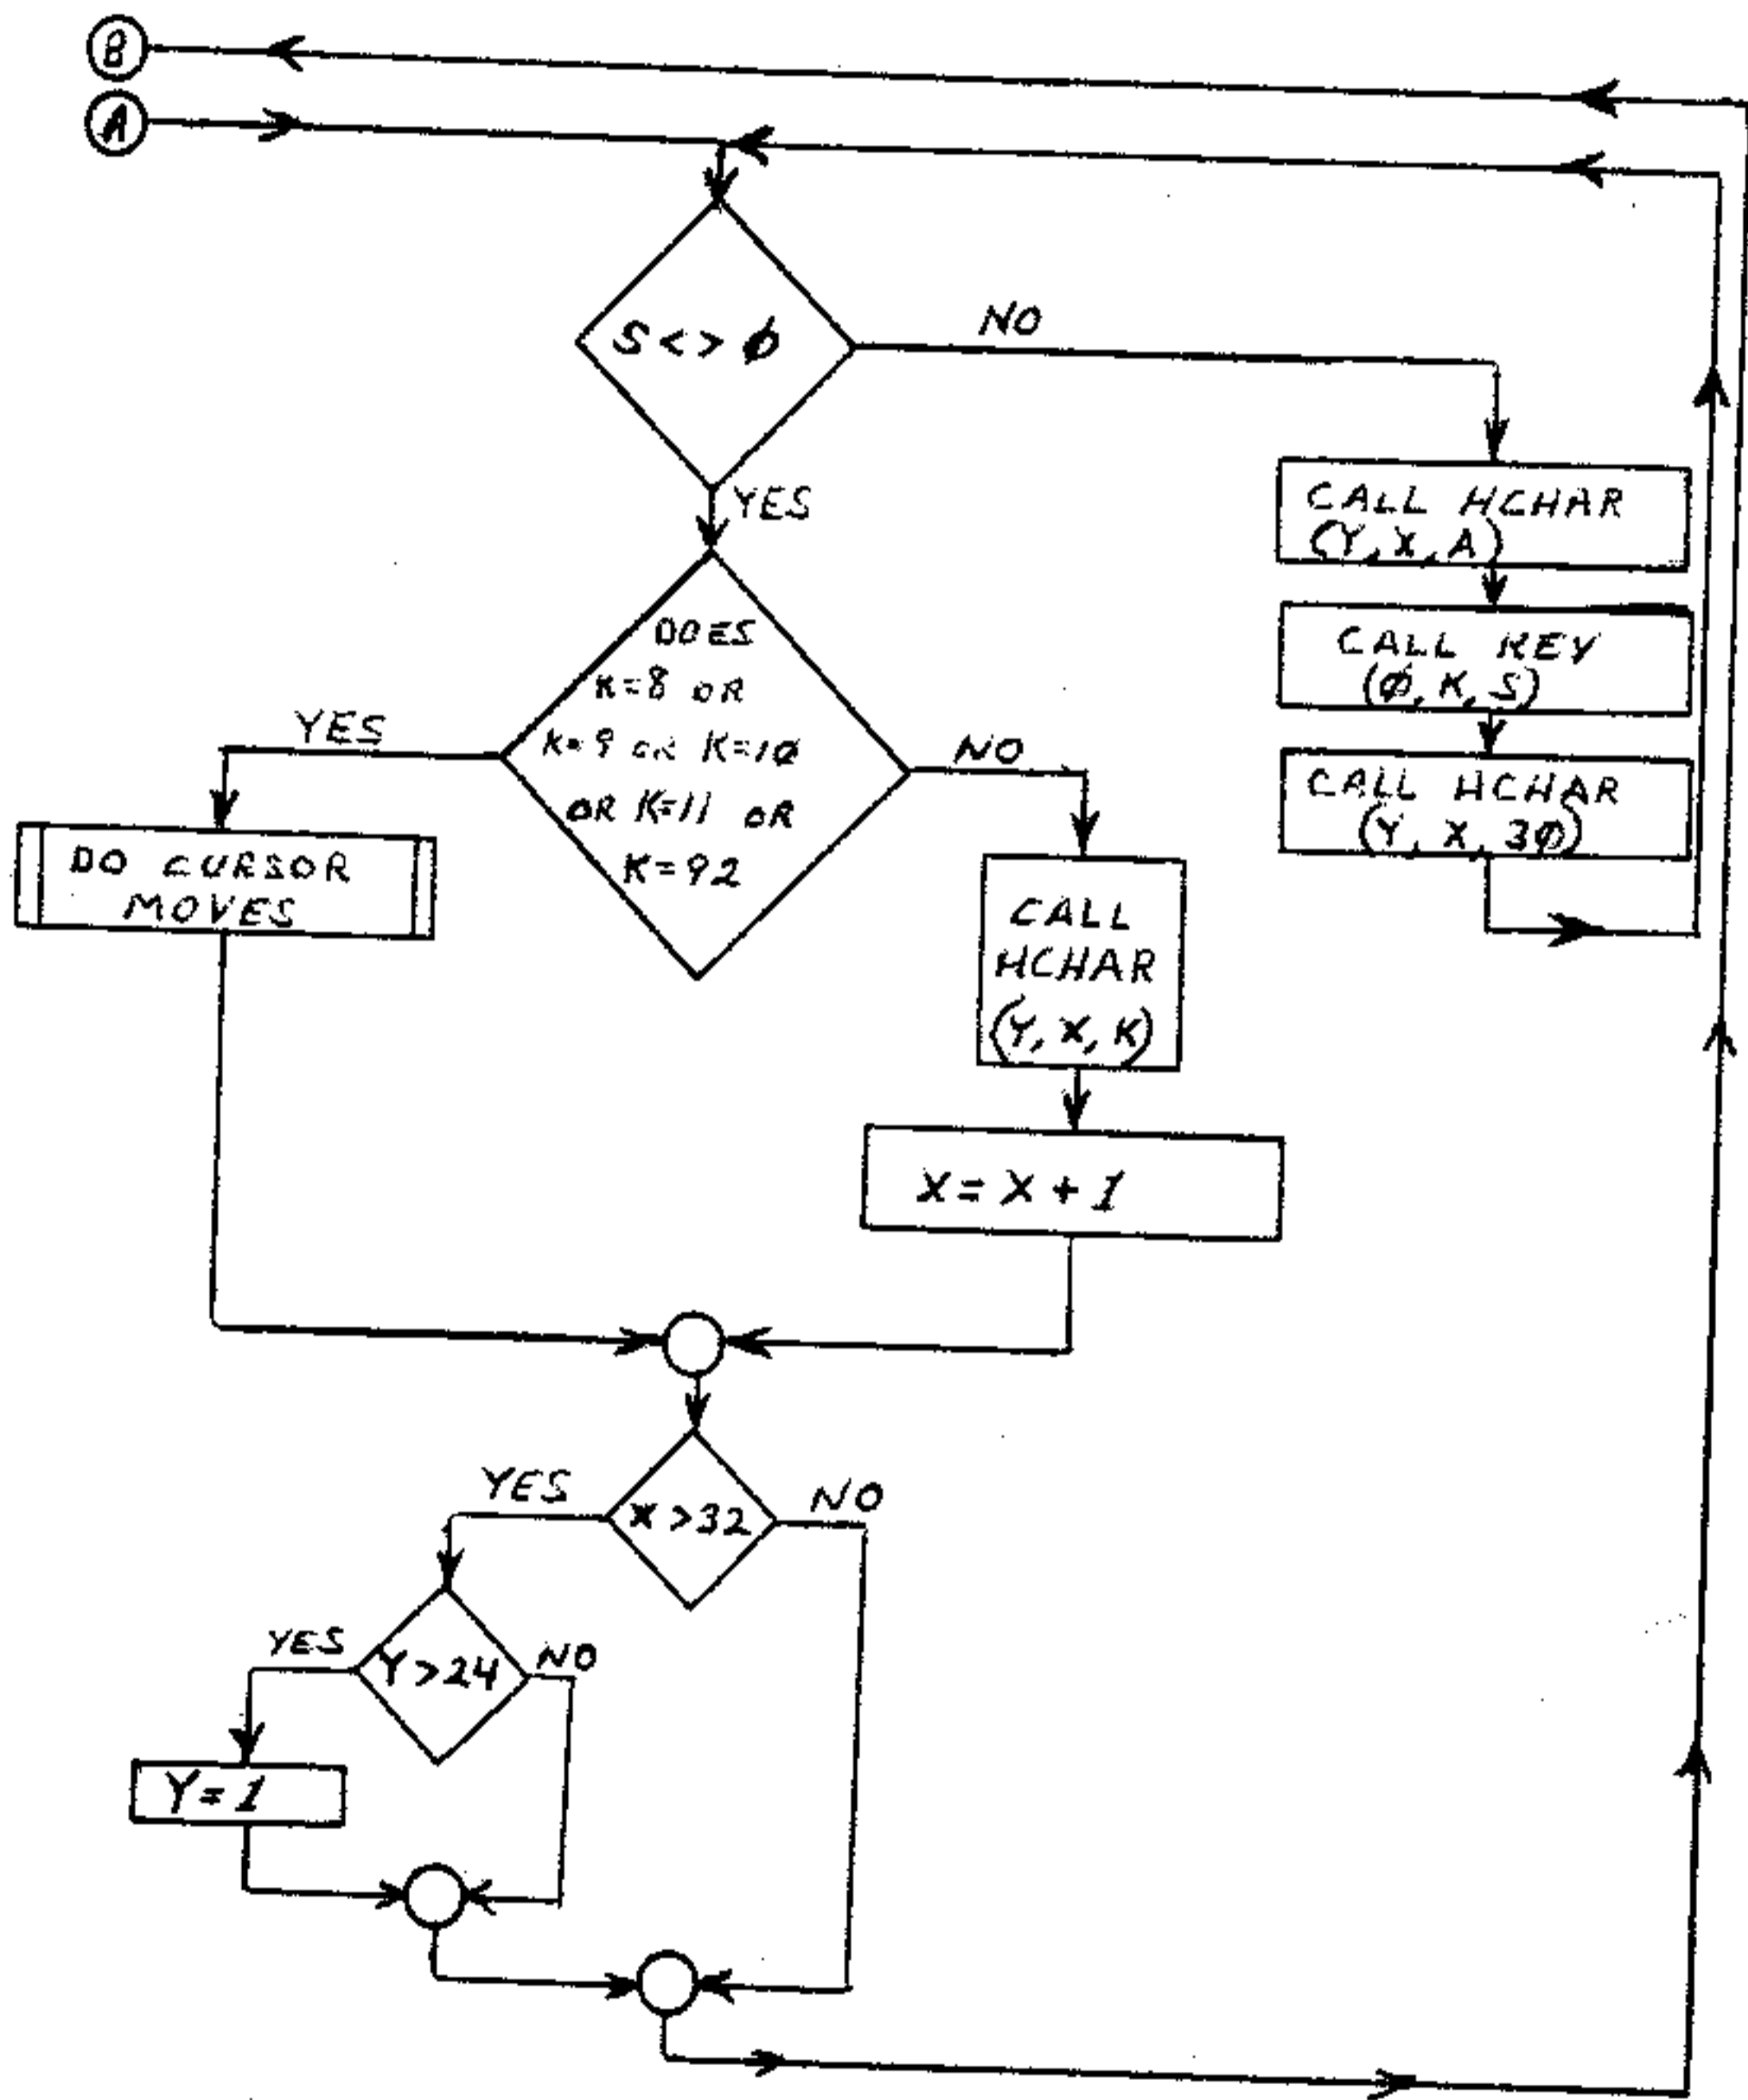 B
A
S <> Ø
NO
YES
CALL HCHAR
(Y, X, A)
CALL KEY
(Ø, K, S)
CALL HCHAR
(Y, X, 3Ø)
DOES
K=8 OR
K=9 OR K=1Ø
OR K=11 OR
K=92
YES
NO
DO CURSOR
MOVES
CALL
HCHAR
(Y, X, K)
X = X + 1
X > 32
YES
NO
Y > 24
YES
NO
Y = 1